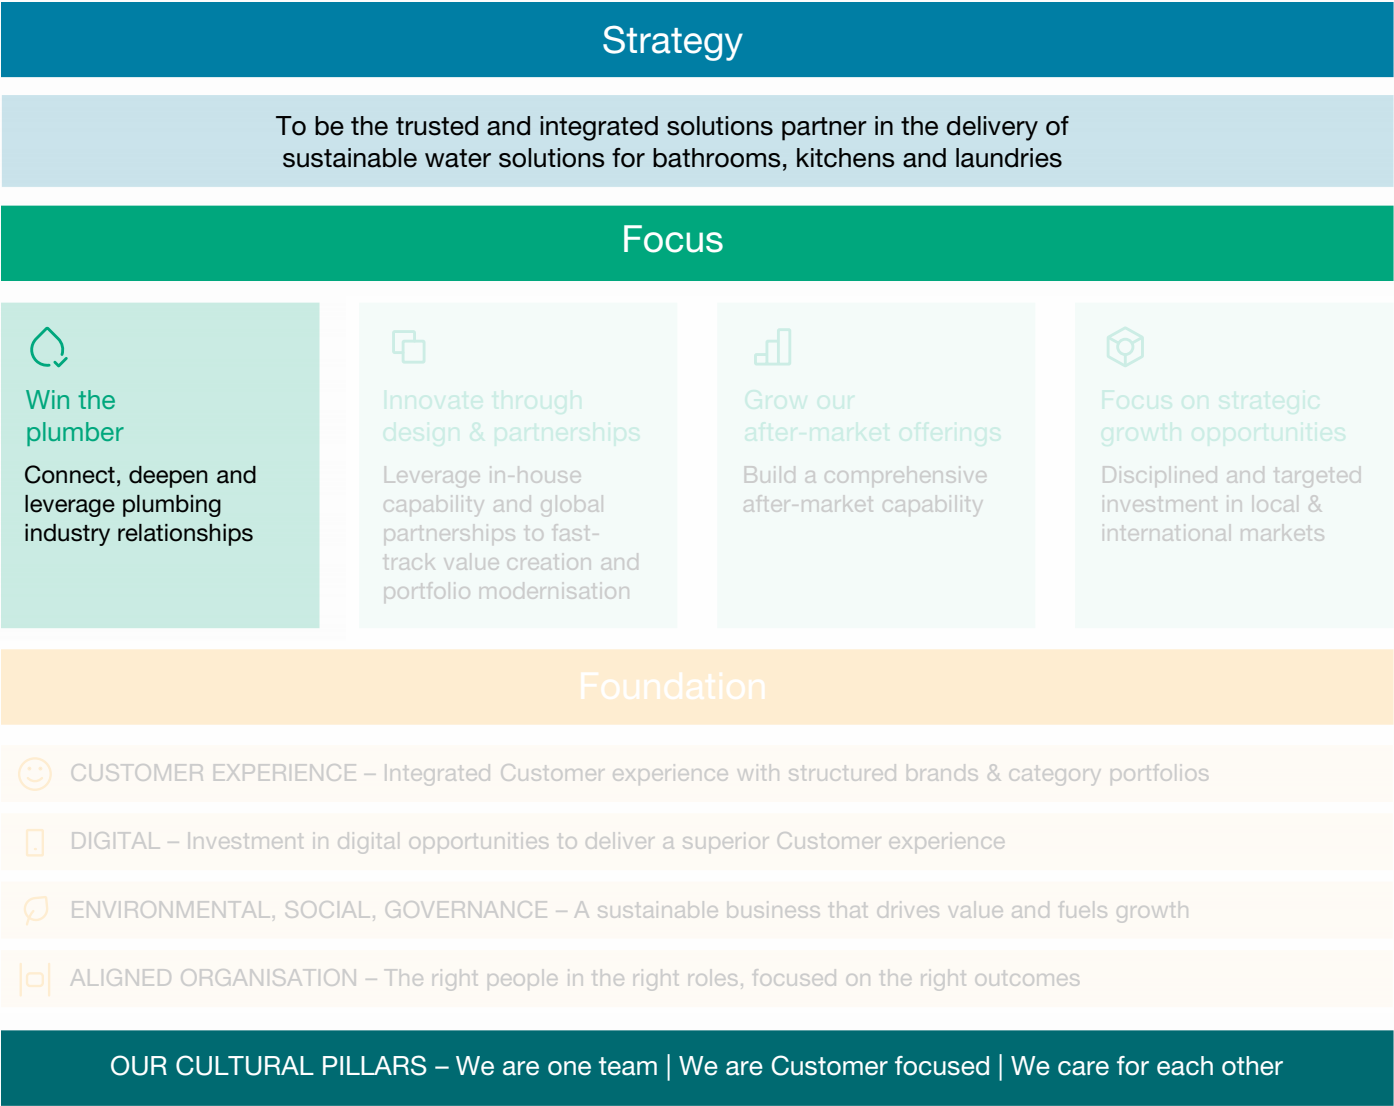 Strategy
To be the trusted and integrated solutions partner in the delivery of
sustainable water solutions for bathrooms, kitchens and laundries
Focus
Win the
plumber
Connect, deepen and
leverage plumbing
industry relationships
Innovate through
design & partnerships
Leverage in-house
capability and global
partnerships to fast-
track value creation and
portfolio modernisation
Grow our
after-market offerings
Build a comprehensive
after-market capability
Focus on strategic
growth opportunities
Disciplined and targeted
investment in local &
international markets
Foundation
CUSTOMER EXPERIENCE – Integrated Customer experience with structured brands & category portfolios
DIGITAL – Investment in digital opportunities to deliver a superior Customer experience
ENVIRONMENTAL, SOCIAL, GOVERNANCE – A sustainable business that drives value and fuels growth
ALIGNED ORGANISATION – The right people in the right roles, focused on the right outcomes
OUR CULTURAL PILLARS – We are one team | We are Customer focused | We care for each other